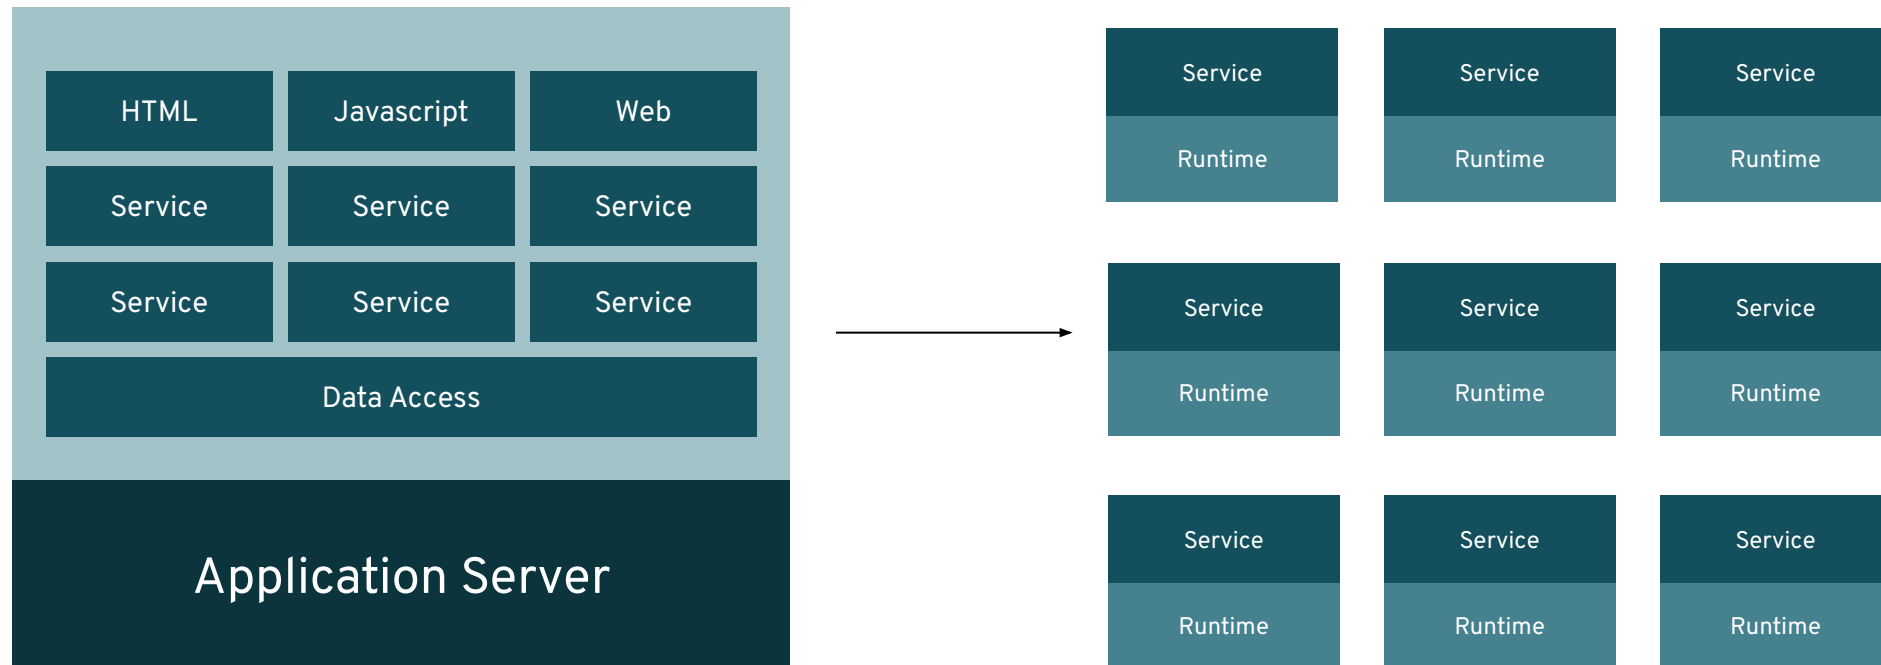 HTML
Javascript
Web
Service
Service
Service
Service
Service
Service
Data Access
Application Server
Service
Service
Service
Runtime
Runtime
Runtime
Service
Service
Service
Runtime
Runtime
Runtime
Service
Service
Service
Runtime
Runtime
Runtime